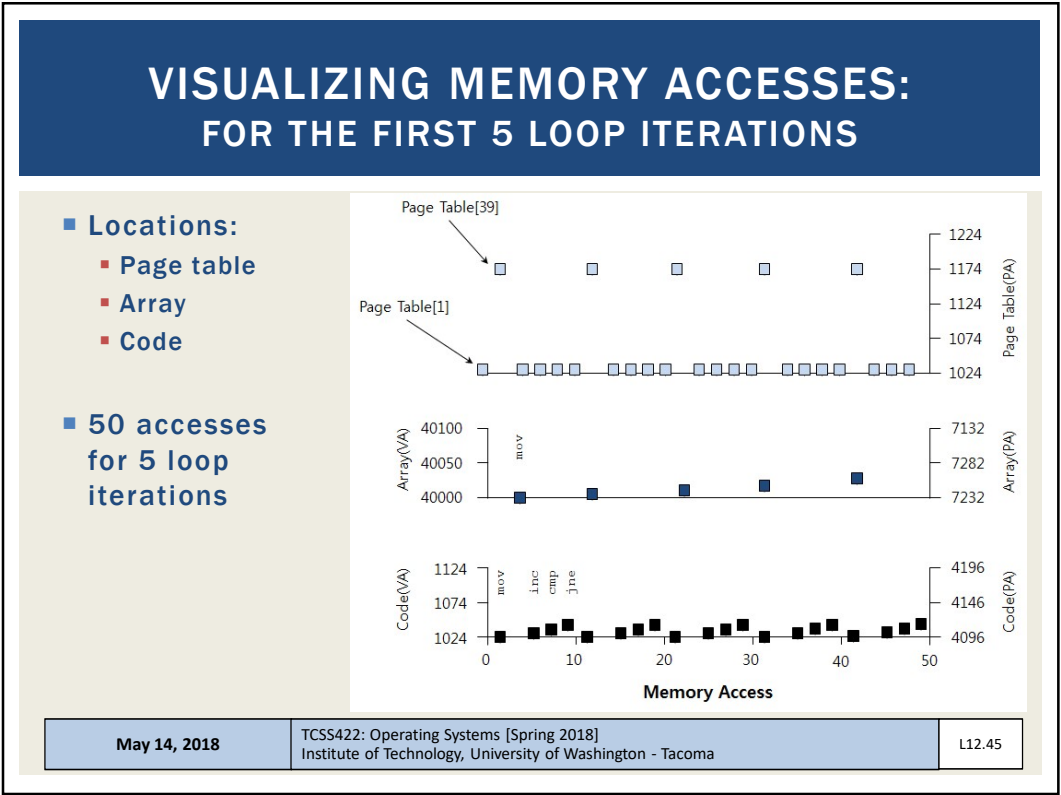 VISUALIZING MEMORY ACCESSES:
FOR THE FIRST 5 LOOP ITERATIONS
Locations:
Page table
Array
Code
50 accesses
for 5 loop
iterations
Page Table[39]
Page Table[1]
1224
1174
1124
1074
1024
Page Table(PA)
Array(VA)
40100
40050
40000
mov
7132
7282
7232
Array(PA)
Code(VA)
1124
1074
1024
mov
inc
cmp
jne
4196
4146
4096
Code(PA)
0 10 20 30 40 50
Memory Access
May 14, 2018
TCSS422: Operating Systems [Spring 2018]
Institute of Technology, University of Washington - Tacoma
L12.45